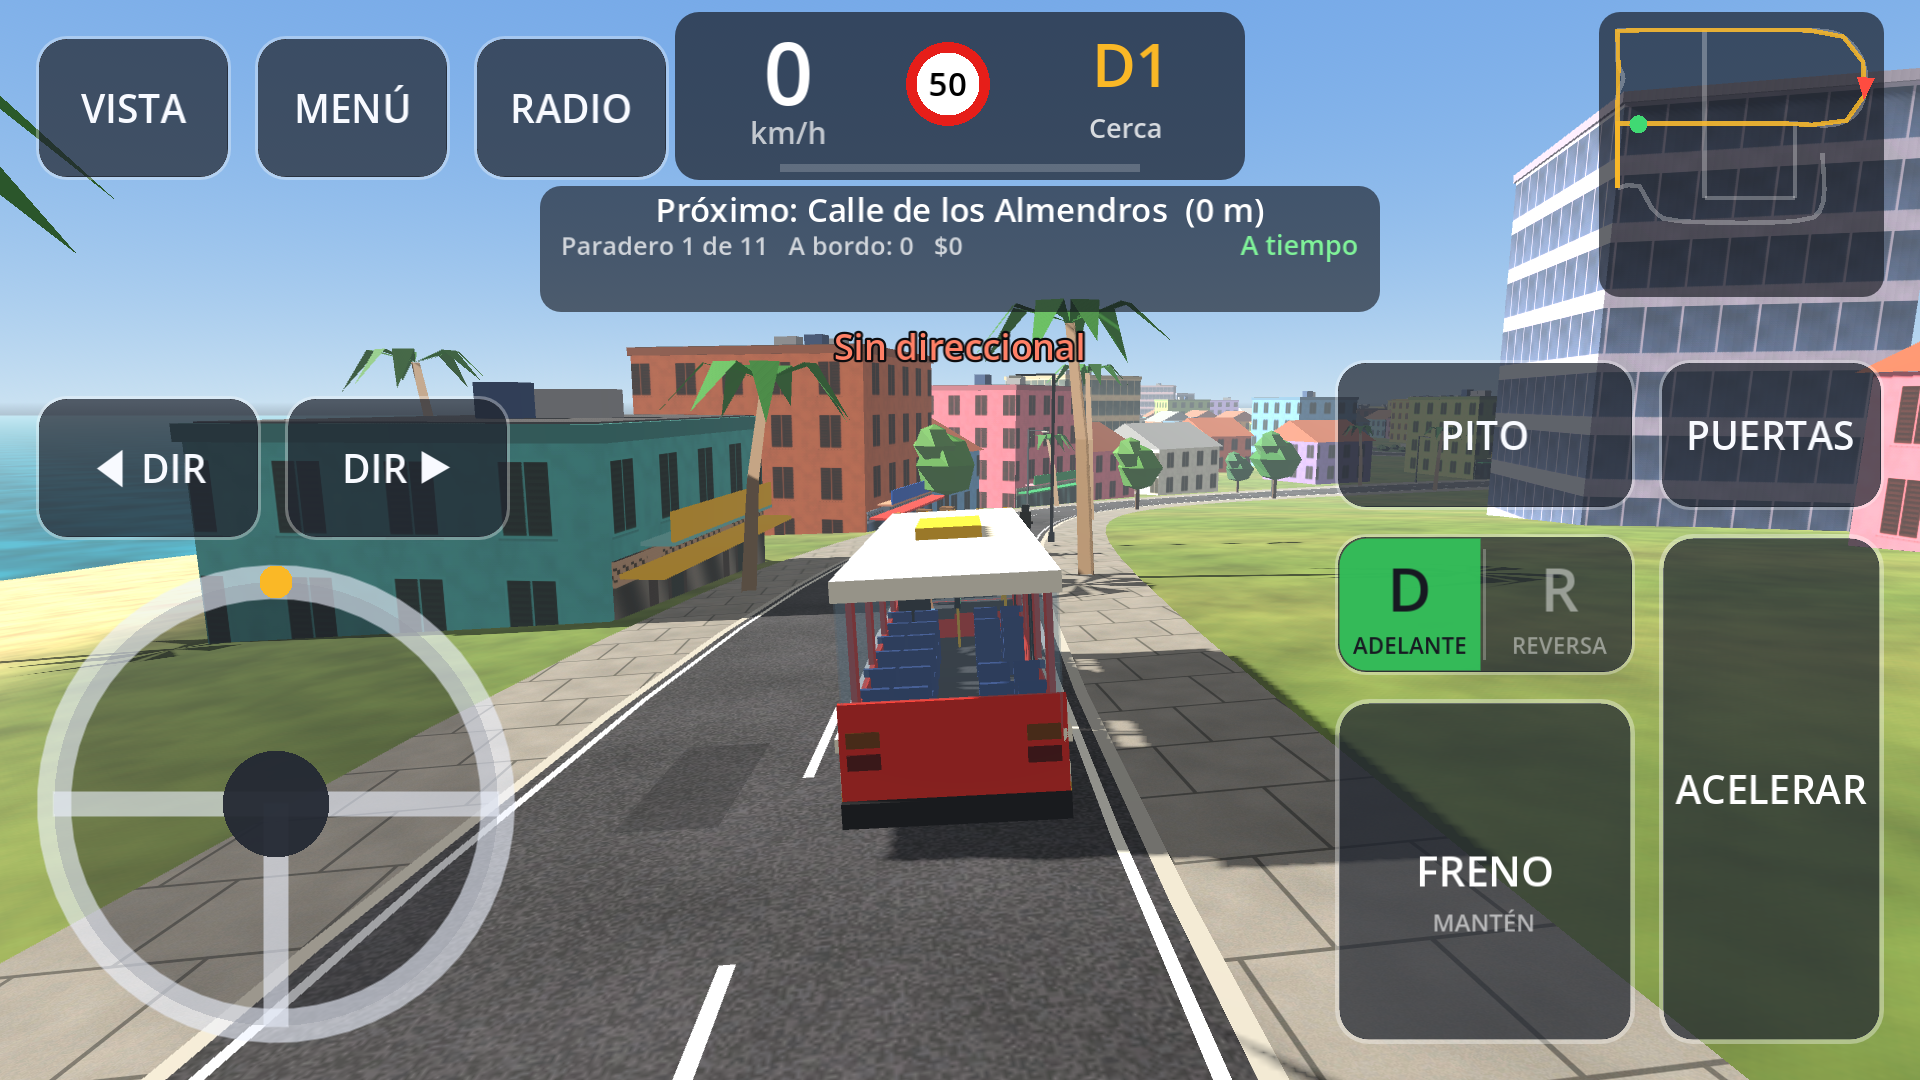 VISTA
MENÚ
RADIO
0
km/h
50
D1
Cerca
Próximo: Calle de los Almendros (0 m)
Paradero 1 de 11 A bordo: 0 $0
A tiempo
Sin direccional
◀ DIR
DIR ▶
PITO
PUERTAS
D
ADELANTE
R
REVERSA
FRENO
MANTÉN
ACELERAR